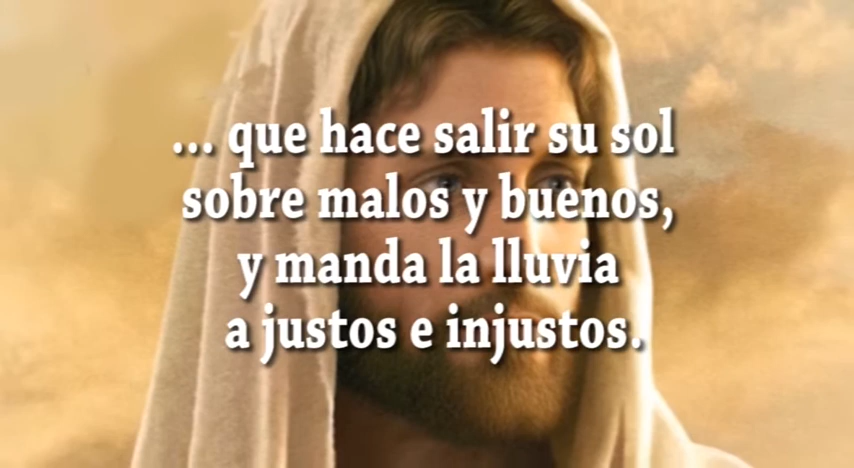 ... que hace salir su sol
sobre malos y buenos,
y manda la lluvia
a justos e injustos.